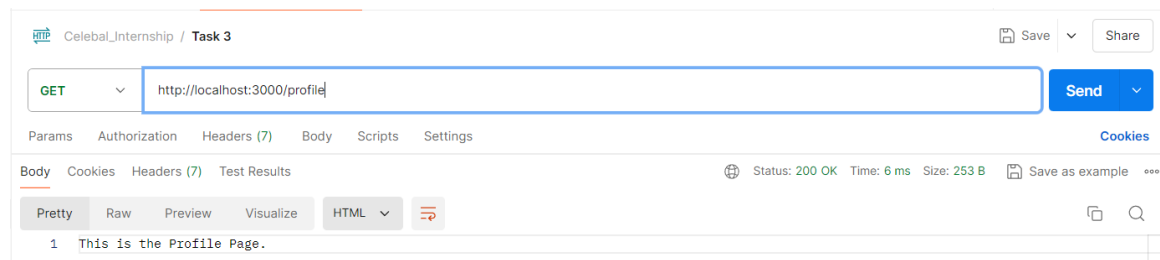 HTTP Celebal_Internship / Task 3 Save Share
GET http://localhost:3000/profile Send
Params Authorization Headers (7) Body Scripts Settings Cookies
Body Cookies Headers (7) Test Results Status: 200 OK Time: 6 ms Size: 253 B Save as example
Pretty Raw Preview Visualize HTML
1 This is the Profile Page.